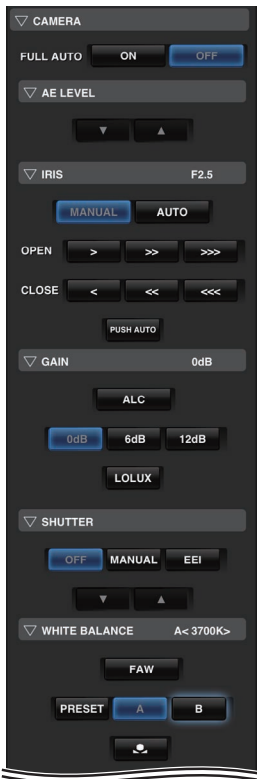 ▽ CAMERA
FULL AUTO ON OFF
▽ AE LEVEL
▼ ▲
▽ IRIS F2.5
MANUAL AUTO
OPEN > >> >>>
CLOSE < << <<<
PUSH AUTO
▽ GAIN 0dB
ALC
0dB 6dB 12dB
LOLUX
▽ SHUTTER
OFF MANUAL EEI
▼ ▲
▽ WHITE BALANCE A< 3700K>
FAW
PRESET A B